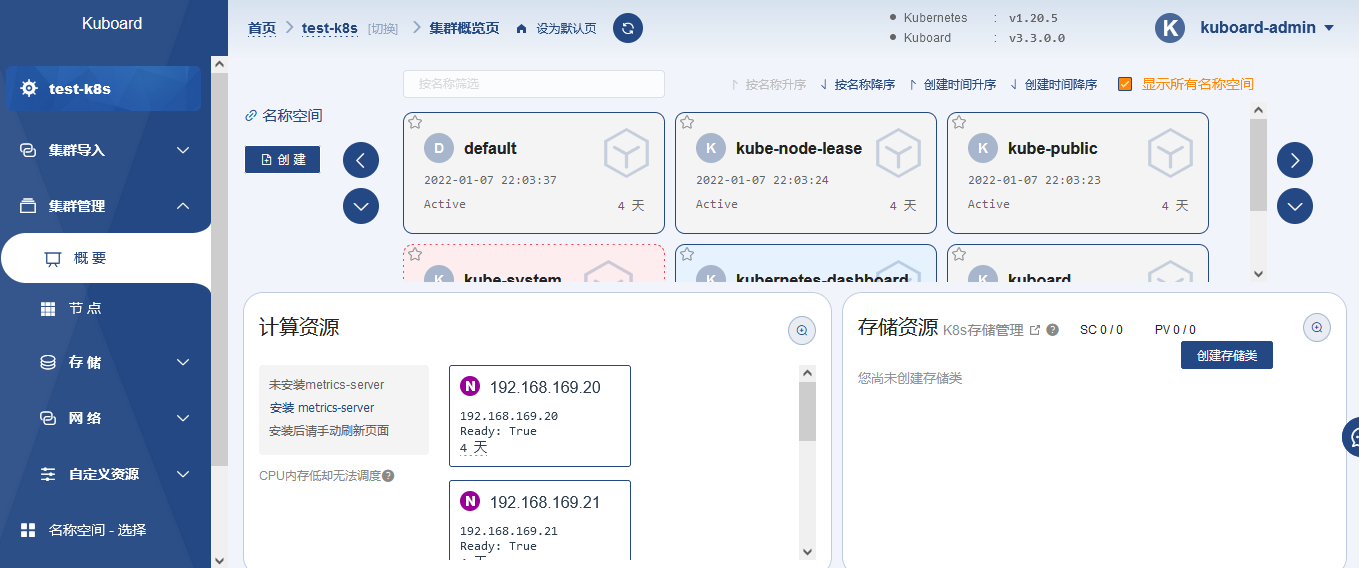 Kuboard
test-k8s
集群导入
集群管理
概 要
节 点
存 储
网 络
自定义资源
名称空间 - 选择
首页 test-k8s [切换] 集群概览页 设为默认页
Kubernetes : v1.20.5
Kuboard : v3.3.0.0
K kuboard-admin
按名称筛选
按名称升序 按名称降序 创建时间升序 创建时间降序 显示所有名称空间
名称空间
创 建
D default
2022-01-07 22:03:37
Active 4 天
K kube-node-lease
2022-01-07 22:03:24
Active 4 天
K kube-public
2022-01-07 22:03:23
Active 4 天
K kube-system
K kubernetes-dashboard
K kuboard
计算资源
未安装metrics-server
安装 metrics-server
安装后请手动刷新页面
CPU内存低却无法调度
N 192.168.169.20
192.168.169.20
Ready: True
4 天
N 192.168.169.21
192.168.169.21
Ready: True
4 天
存储资源 K8s存储管理 SC 0 / 0 PV 0 / 0
创建存储类
您尚未创建存储类